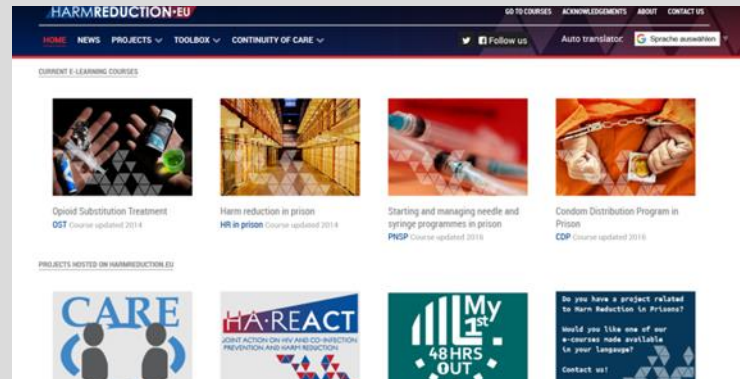 HARMREDUCTION·EU
GO TO COURSES ACKNOWLEDGEMENTS ABOUT CONTACT US
HOME NEWS PROJECTS TOOLBOX CONTINUITY OF CARE Follow us Auto translator: G Sprache auswählen
CURRENT E-LEARNING COURSES
Opioid Substitution Treatment
OST Course updated 2014
Harm reduction in prison
HR in prison Course updated 2014
Starting and managing needle and
syringe programmes in prison
PNSP Course updated 2016
Condom Distribution Program in
Prison
CDP Course updated 2016
PROJECTS HOSTED ON HARMREDUCTION.EU
CARE
HA·REACT
JOINT ACTION ON HIV AND CO-INFECTION
PREVENTION AND HARM REDUCTION
My
1st
48 HRS
OUT
Do you have a project related
to Harm Reduction in Prisons?
Would you like one of our
e-courses made available
in your langauge?
Contact us!